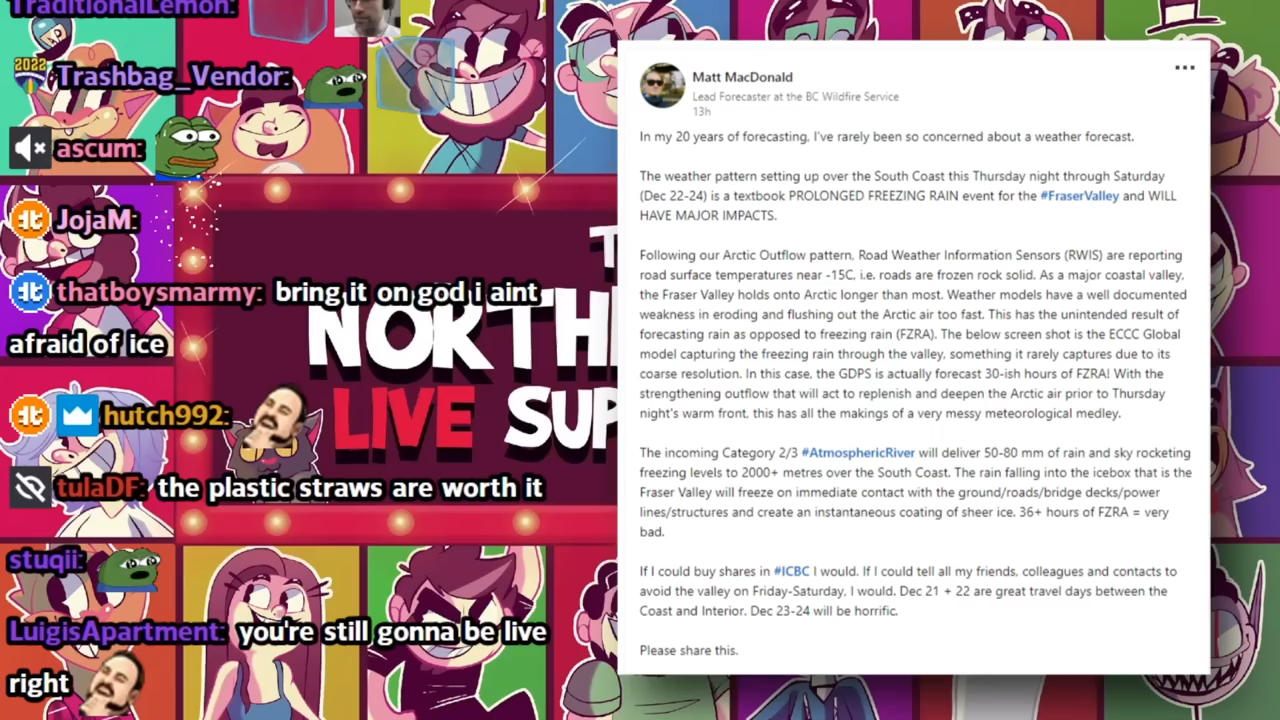 TraditionalLemon:
2022
Trashbag_Vendor:
ascum:
JojaM:
thatboysmarmy: bring it on god i aint
afraid of ice
hutch992:
tulaDF: the plastic straws are worth it
stuqii:
LuigisApartment: you're still gonna be live
right
T
NORTH
LIVE SUP
Matt MacDonald
Lead Forecaster at the BC Wildfire Service
13h
In my 20 years of forecasting, I've rarely been so concerned about a weather forecast.
The weather pattern setting up over the South Coast this Thursday night through Saturday
(Dec 22-24) is a textbook PROLONGED FREEZING RAIN event for the #FraserValley and WILL
HAVE MAJOR IMPACTS.
Following our Arctic Outflow pattern, Road Weather Information Sensors (RWIS) are reporting
road surface temperatures near -15C, i.e. roads are frozen rock solid. As a major coastal valley,
the Fraser Valley holds onto Arctic longer than most. Weather models have a well documented
weakness in eroding and flushing out the Arctic air too fast. This has the unintended result of
forecasting rain as opposed to freezing rain (FZRA). The below screen shot is the ECCC Global
model capturing the freezing rain through the valley, something it rarely captures due to its
coarse resolution. In this case, the GDPS is actually forecast 30-ish hours of FZRA! With the
strengthening outflow that will act to replenish and deepen the Arctic air prior to Thursday
night's warm front, this has all the makings of a very messy meteorological medley.
The incoming Category 2/3 #AtmosphericRiver will deliver 50-80 mm of rain and sky rocketing
freezing levels to 2000+ metres over the South Coast. The rain falling into the icebox that is the
Fraser Valley will freeze on immediate contact with the ground/roads/bridge decks/power
lines/structures and create an instantaneous coating of sheer ice. 36+ hours of FZRA = very
bad.
If I could buy shares in #ICBC I would. If I could tell all my friends, colleagues and contacts to
avoid the valley on Friday-Saturday, I would. Dec 21 + 22 are great travel days between the
Coast and Interior. Dec 23-24 will be horrific.
Please share this.